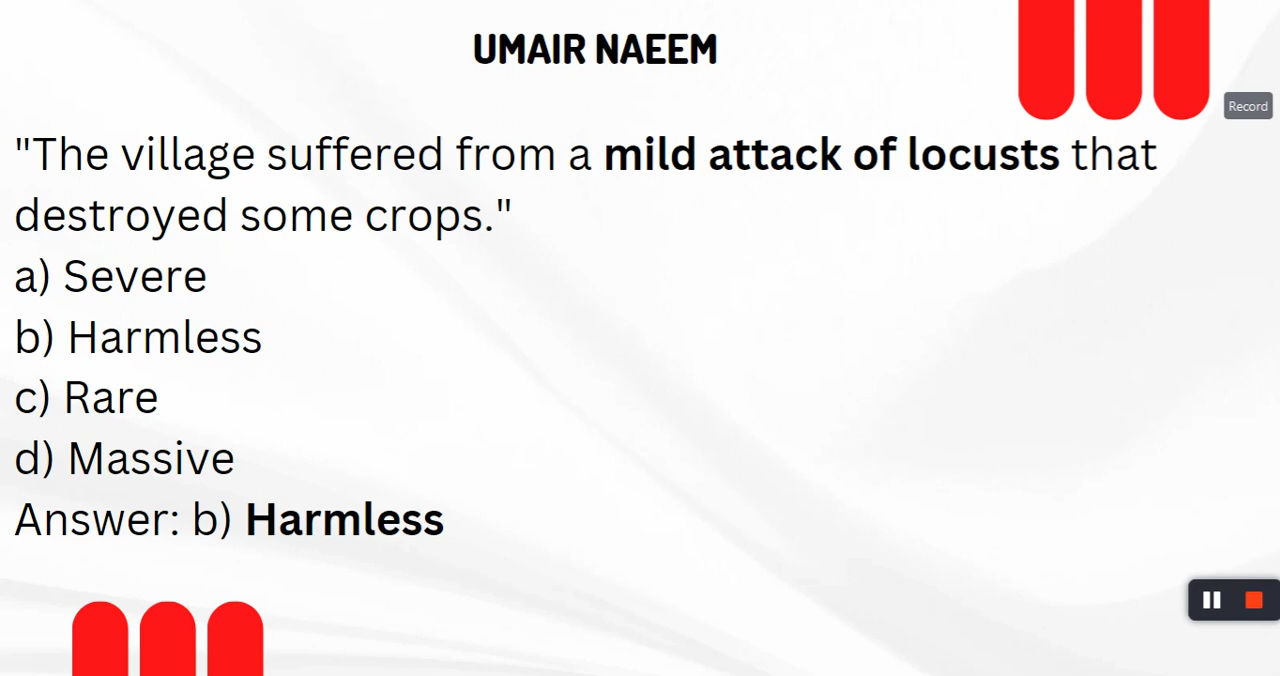 UMAIR NAEEM
Record
"The village suffered from a mild attack of locusts that
destroyed some crops."
a) Severe
b) Harmless
c) Rare
d) Massive
Answer: b) Harmless